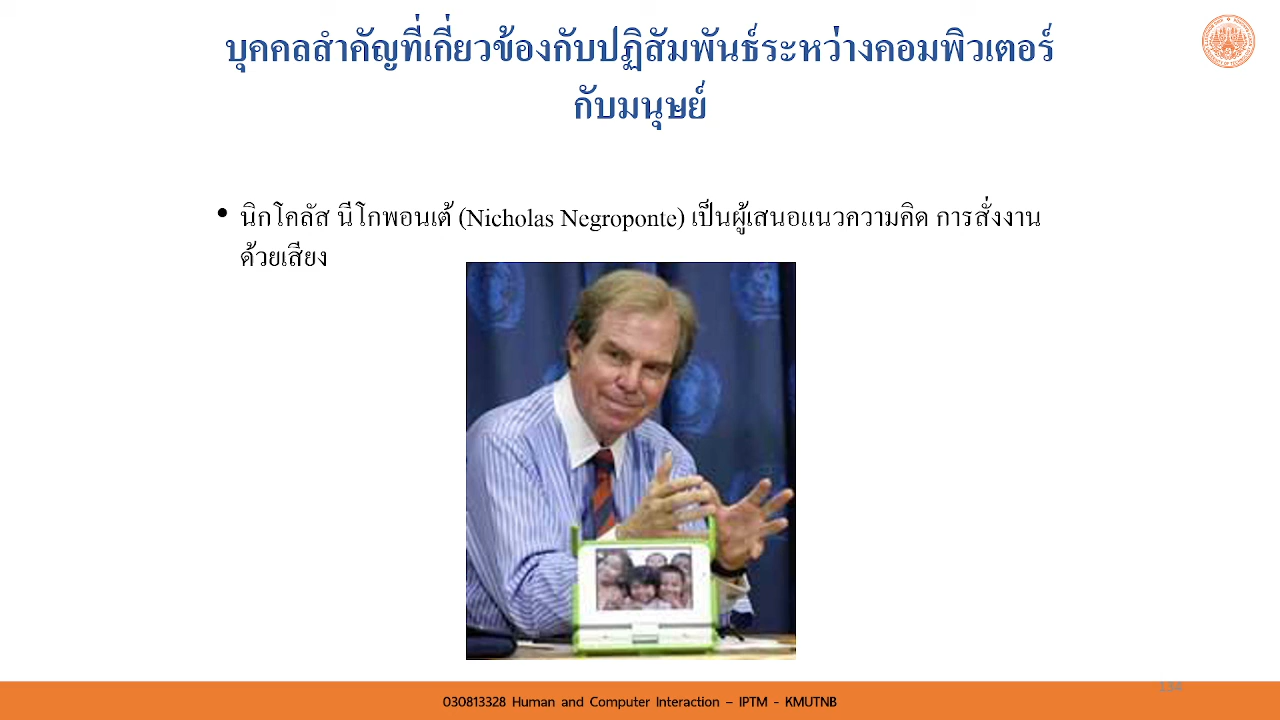 บุคคลสำคัญที่เกี่ยวข้องกับปฏิสัมพันธ์ระหว่างคอมพิวเตอร์
กับมนุษย์
• นิกโคลัส นีโกพอนเต้ (Nicholas Negroponte) เป็นผู้เสนอแนวความคิด การสั่งงาน
ด้วยเสียง
134
030813328 Human and Computer Interaction – IPTM - KMUTNB